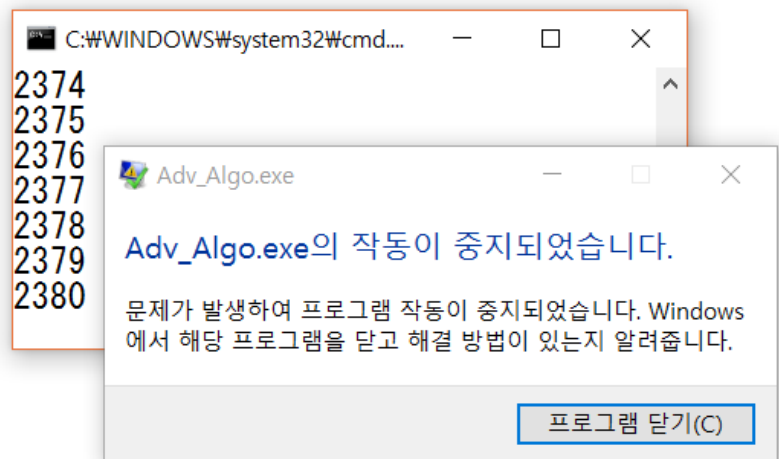 C:₩WINDOWS₩system32₩cmd....
2374
2375
2376
2377
2378
2379
2380
Adv_Algo.exe
Adv_Algo.exe의 작동이 중지되었습니다.
문제가 발생하여 프로그램 작동이 중지되었습니다. Windows
에서 해당 프로그램을 닫고 해결 방법이 있는지 알려줍니다.
프로그램 닫기(C)